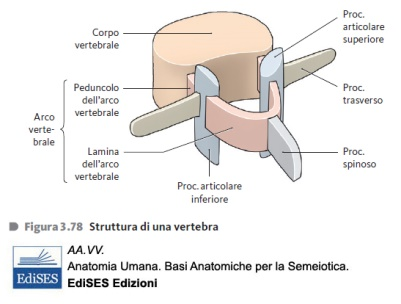 Corpo
vertebrale
Proc.
articolare
superiore
Arco
verte-
brale
Peduncolo
dell'arco
vertebrale
Proc.
trasverso
Lamina
dell'arco
vertebrale
Proc.
spinoso
Proc. articolare
inferiore
Figura 3.78 Struttura di una vertebra
EdiSES
AA.VV.
Anatomia Umana. Basi Anatomiche per la Semeiotica.
EdiSES Edizioni